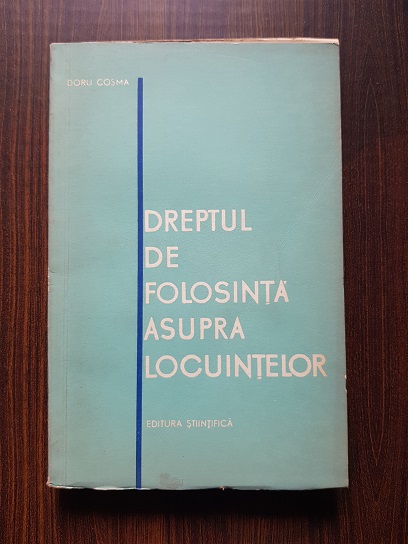 DORU COSMA
DREPTUL
DE
FOLOSINȚĂ
ASUPRA
LOCUINȚELOR
EDITURA ȘTIINȚIFICĂ